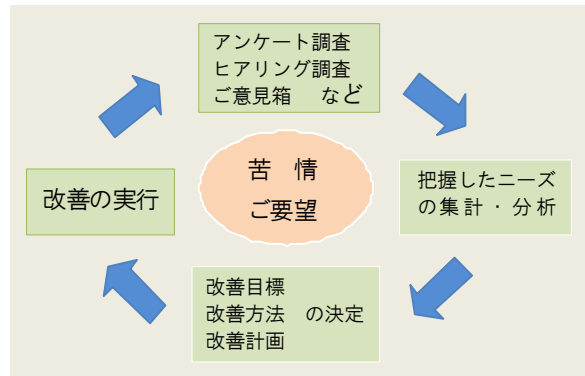 アンケート調査
ヒアリング調査
ご意見箱　など
把握したニーズ
の集計・分析
改善目標
改善方法　の決定
改善計画
改善の実行
苦　情
ご要望